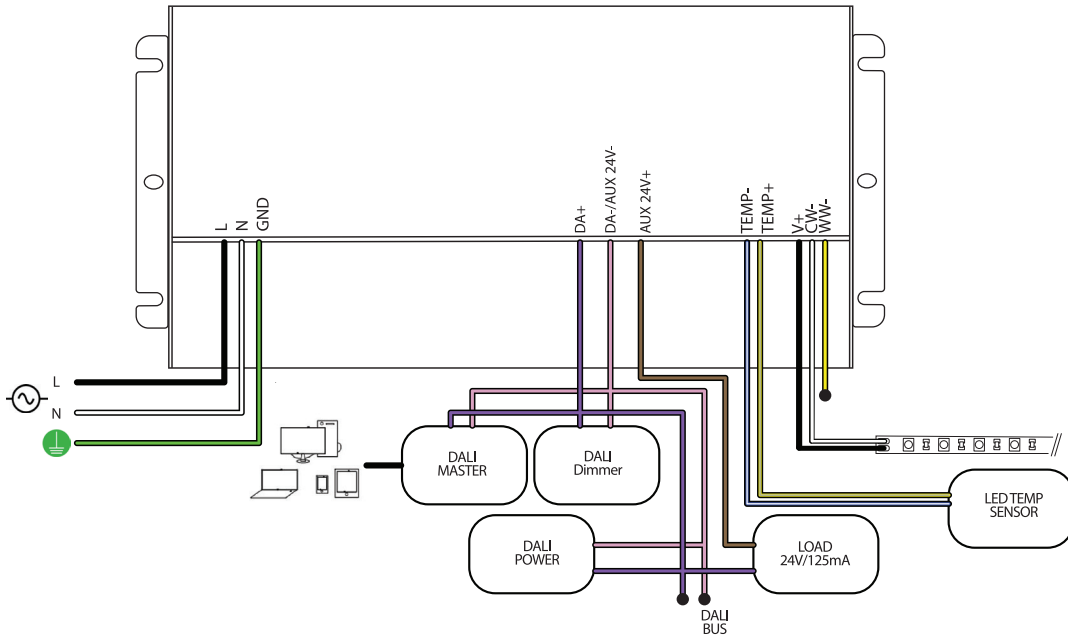 L
N
GND
DA+
DA-/AUX 24V-
AUX 24V+
TEMP-
TEMP+
V+
CW-
WW-
L
N
DALI
MASTER
DALI
Dimmer
LED TEMP
SENSOR
DALI
POWER
LOAD
24V/125mA
DALI
BUS